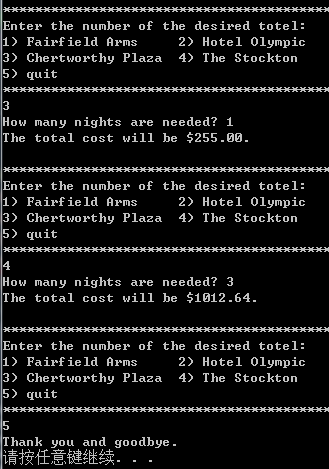 *****************************************
Enter the number of the desired totel:
1) Fairfield Arms     2) Hotel Olympic
3) Chertworthy Plaza  4) The Stockton
5) quit
*****************************************
3
How many nights are needed? 1
The total cost will be $255.00.
*****************************************
Enter the number of the desired totel:
1) Fairfield Arms     2) Hotel Olympic
3) Chertworthy Plaza  4) The Stockton
5) quit
*****************************************
4
How many nights are needed? 3
The total cost will be $1012.64.
*****************************************
Enter the number of the desired totel:
1) Fairfield Arms     2) Hotel Olympic
3) Chertworthy Plaza  4) The Stockton
5) quit
*****************************************
5
Thank you and goodbye.
请按任意键继续. . .